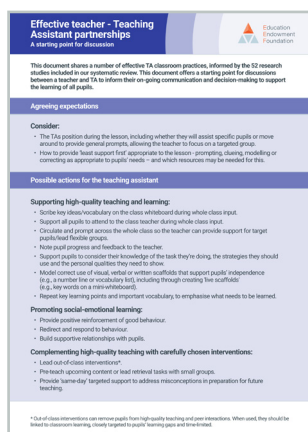 Effective teacher - Teaching
Assistant partnerships
A starting point for discussion
Education
Endowment
Foundation
This document shares a number of effective TA classroom practices, informed by the 52 research
studies included in our systematic review. This document offers a starting point for discussions
between a teacher and TA to inform their on-going communication and decision-making to support
the learning of all pupils.
Agreeing expectations
Consider:
• The TAs position during the lesson, including whether they will assist specific pupils or move
around to provide general prompts, allowing the teacher to focus on a targeted group.
• How to provide 'least support first' appropriate to the lesson - prompting, clueing, modelling or
correcting as appropriate to pupils' needs – and which resources may be needed for this.
Possible actions for the teaching assistant
Supporting high-quality teaching and learning:
• Scribe key ideas/vocabulary on the class whiteboard during whole class input.
• Support all pupils to attend to the class teacher during whole class input.
• Circulate and prompt across the whole class so the teacher can provide support for target
pupils/lead flexible groups.
• Note pupil progress and feedback to the teacher.
• Support pupils to consider their knowledge of the task they're doing, the strategies they should
use and the personal qualities they need to show.
• Model correct use of visual, verbal or written scaffolds that support pupils' independence
(e.g., a number line or vocabulary list), including through creating 'live scaffolds'
(e.g., key words on a mini-whiteboard).
• Repeat key learning points and important vocabulary, to emphasise what needs to be learned.
Promoting social-emotional learning:
• Provide positive reinforcement of good behaviour.
• Redirect and respond to behaviour.
• Build supportive relationships with pupils.
Complementing high-quality teaching with carefully chosen interventions:
• Lead out-of-class interventions*.
• Pre-teach upcoming content or lead retrieval tasks with small groups.
• Provide 'same-day' targeted support to address misconceptions in preparation for future
teaching.
* Out-of-class interventions can remove pupils from high-quality teaching and peer interactions. When used, they should be
linked to classroom learning, closely targeted to pupils' learning gaps and time-limited.